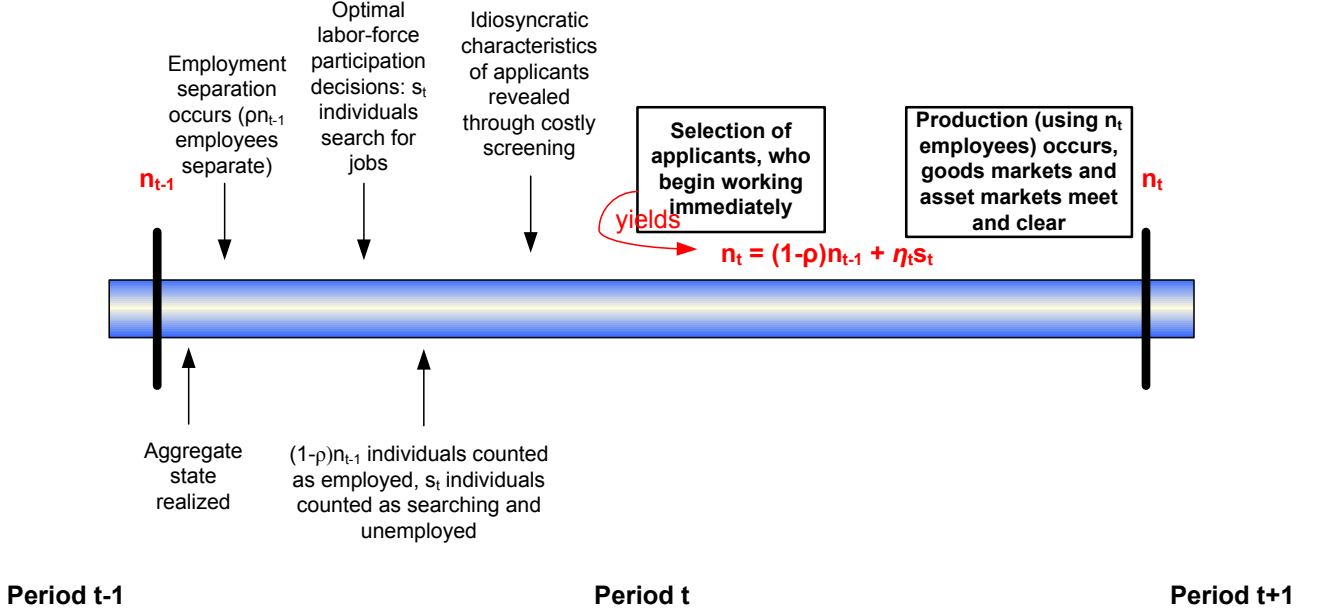 Employment
separation
occurs (ρnₜ₋₁
employees
separate)
Optimal
labor-force
participation
decisions: sₜ
individuals
search for
jobs
Idiosyncratic
characteristics
of applicants
revealed
through costly
screening
Selection of
applicants, who
begin working
immediately
Production (using nₜ
employees) occurs,
goods markets and
asset markets meet
and clear
nₜ₋₁
nₜ
yields
nₜ = (1-ρ)nₜ₋₁ + ηₜsₜ
Aggregate
state
realized
(1-ρ)nₜ₋₁ individuals counted
as employed, sₜ individuals
counted as searching and
unemployed
Period t-1
Period t
Period t+1